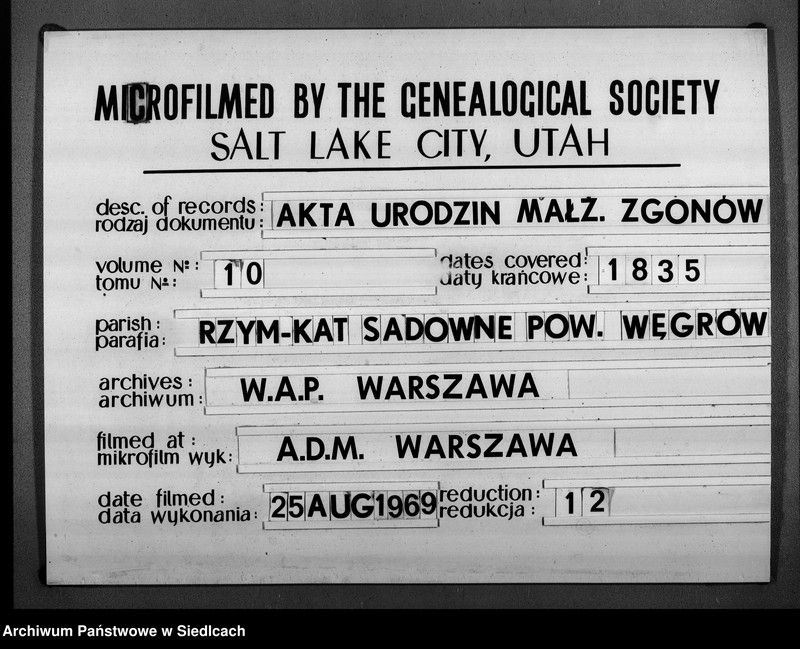 MICROFILMED BY THE GENEALOGICAL SOCIETY
SALT LAKE CITY, UTAH
desc. of records: AKTA URODZIN MAŁŻ. ZGONÓW
rodzaj dokumentu:
volume №: 10 dates covered: 1835
tomu №: daty krańcowe:
parish: RZYM-KAT SADOWNE POW. WĘGRÓW
parafia:
archives: W.A.P. WARSZAWA
archiwum:
filmed at: A.D.M. WARSZAWA
mikrofilm wyk:
date filmed: 25 AUG 1969 reduction: 12
data wykonania: redukcja:
Archiwum Państwowe w Siedlcach